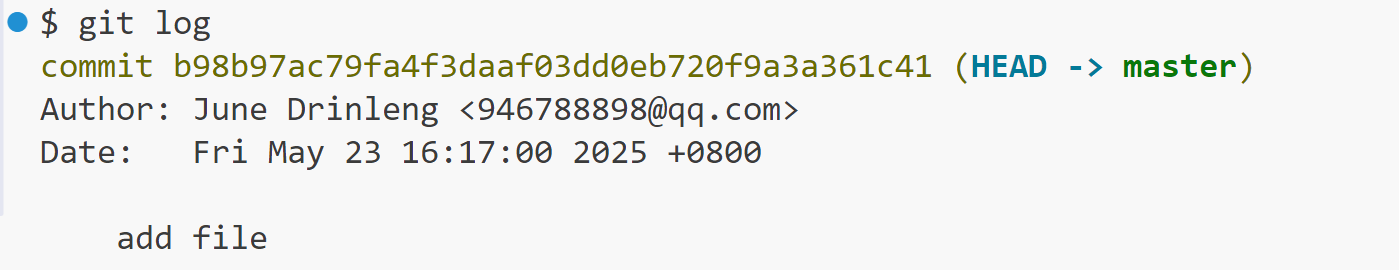 $ git log
commit b98b97ac79fa4f3daaf03dd0eb720f9a3a361c41 (HEAD -> master)
Author: June Drinleng <946788898@qq.com>
Date:   Fri May 23 16:17:00 2025 +0800
    add file